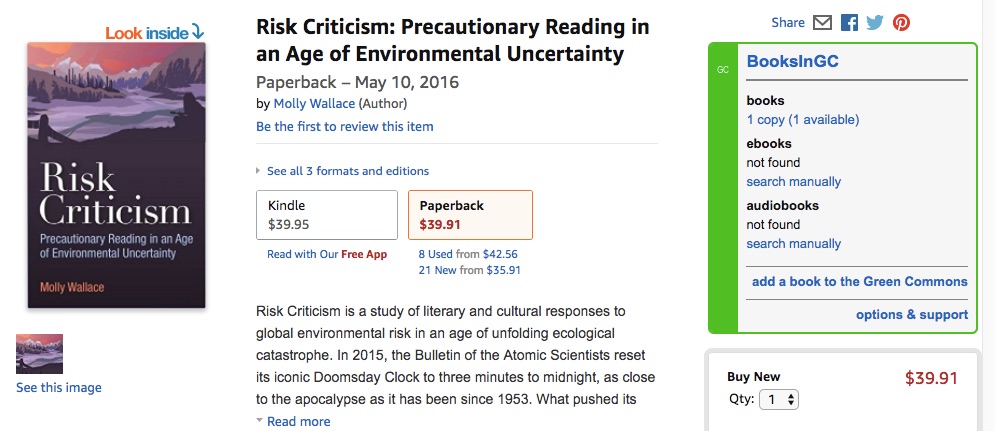 Look inside
Risk
Criticism
Precautionary Reading in an Age
of Environmental Uncertainty
Molly Wallace
See this image
Risk Criticism: Precautionary Reading in
an Age of Environmental Uncertainty
Paperback – May 10, 2016
by Molly Wallace (Author)
Be the first to review this item
See all 3 formats and editions
Kindle
$39.95
Paperback
$39.91
Read with Our Free App
8 Used from $42.56
21 New from $35.91
Risk Criticism is a study of literary and cultural responses to
global environmental risk in an age of unfolding ecological
catastrophe. In 2015, the Bulletin of the Atomic Scientists reset
its iconic Doomsday Clock to three minutes to midnight, as close
to the apocalypse as it has been since 1953. What pushed its
Read more
Share
GC
BooksInGC
books
1 copy (1 available)
ebooks
not found
search manually
audiobooks
not found
search manually
add a book to the Green Commons
options & support
Buy New
$39.91
Qty: 1